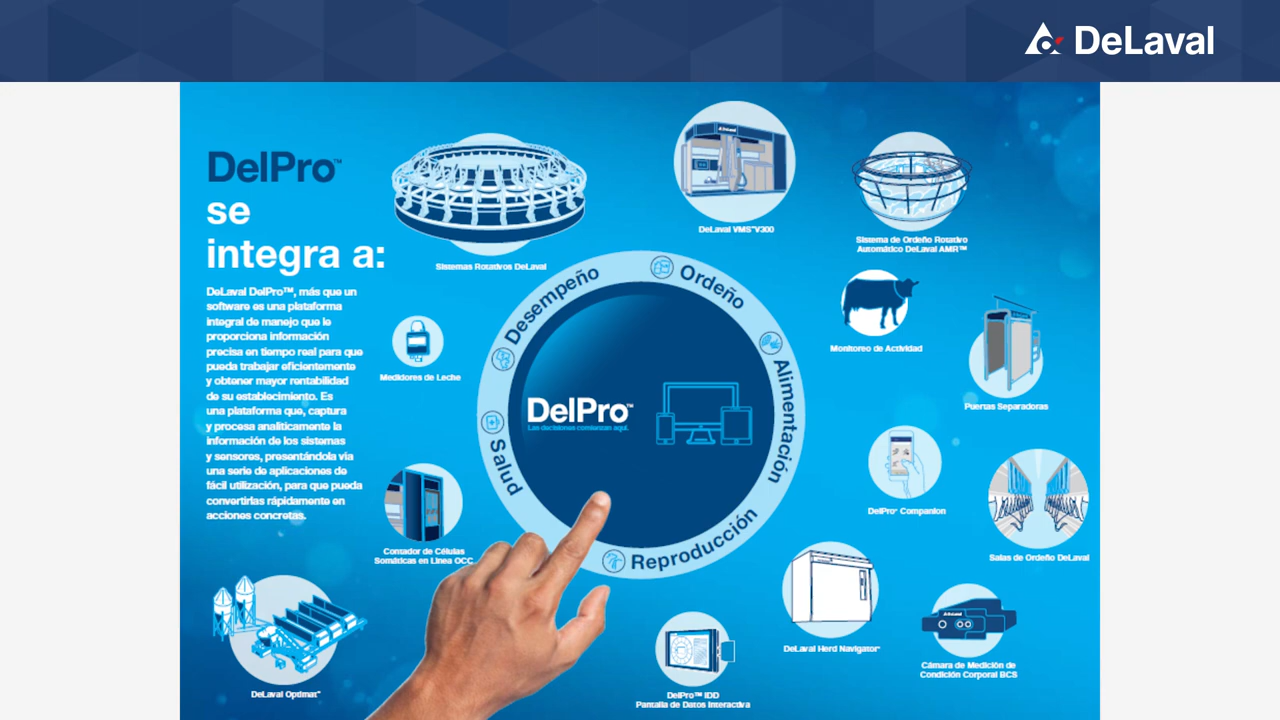 DeLaval
DelPro™
se
integra a:
DeLaval DelPro™, más que un
software es una plataforma
integral de manejo que le
proporciona información
precisa en tiempo real para que
pueda trabajar eficientemente
y obtener mayor rentabilidad
de su establecimiento. Es
una plataforma que, captura
y procesa analíticamente la
información de los sistemas
y sensores, presentándola vía
una serie de aplicaciones de
fácil utilización, para que pueda
convertirlas rápidamente en
acciones concretas.
Sistemas Rotativos DeLaval
DeLaval VMS™V300
Sistema de Ordeño Rotativo
Automático DeLaval AMR™
Medidores de Leche
Monitoreo de Actividad
Puertas Separadoras
Desempeño
Ordeño
Alimentación
Reproducción
Salud
DelPro™
Las decisiones comienzan aquí.
Contador de Células
Somáticas en Línea OCC
DelPro™ Companion
Salas de Ordeño DeLaval
DeLaval Optimat™
DelPro™ IDD
Pantalla de Datos Interactiva
DeLaval Herd Navigator™
Cámara de Medición de
Condición Corporal BCS